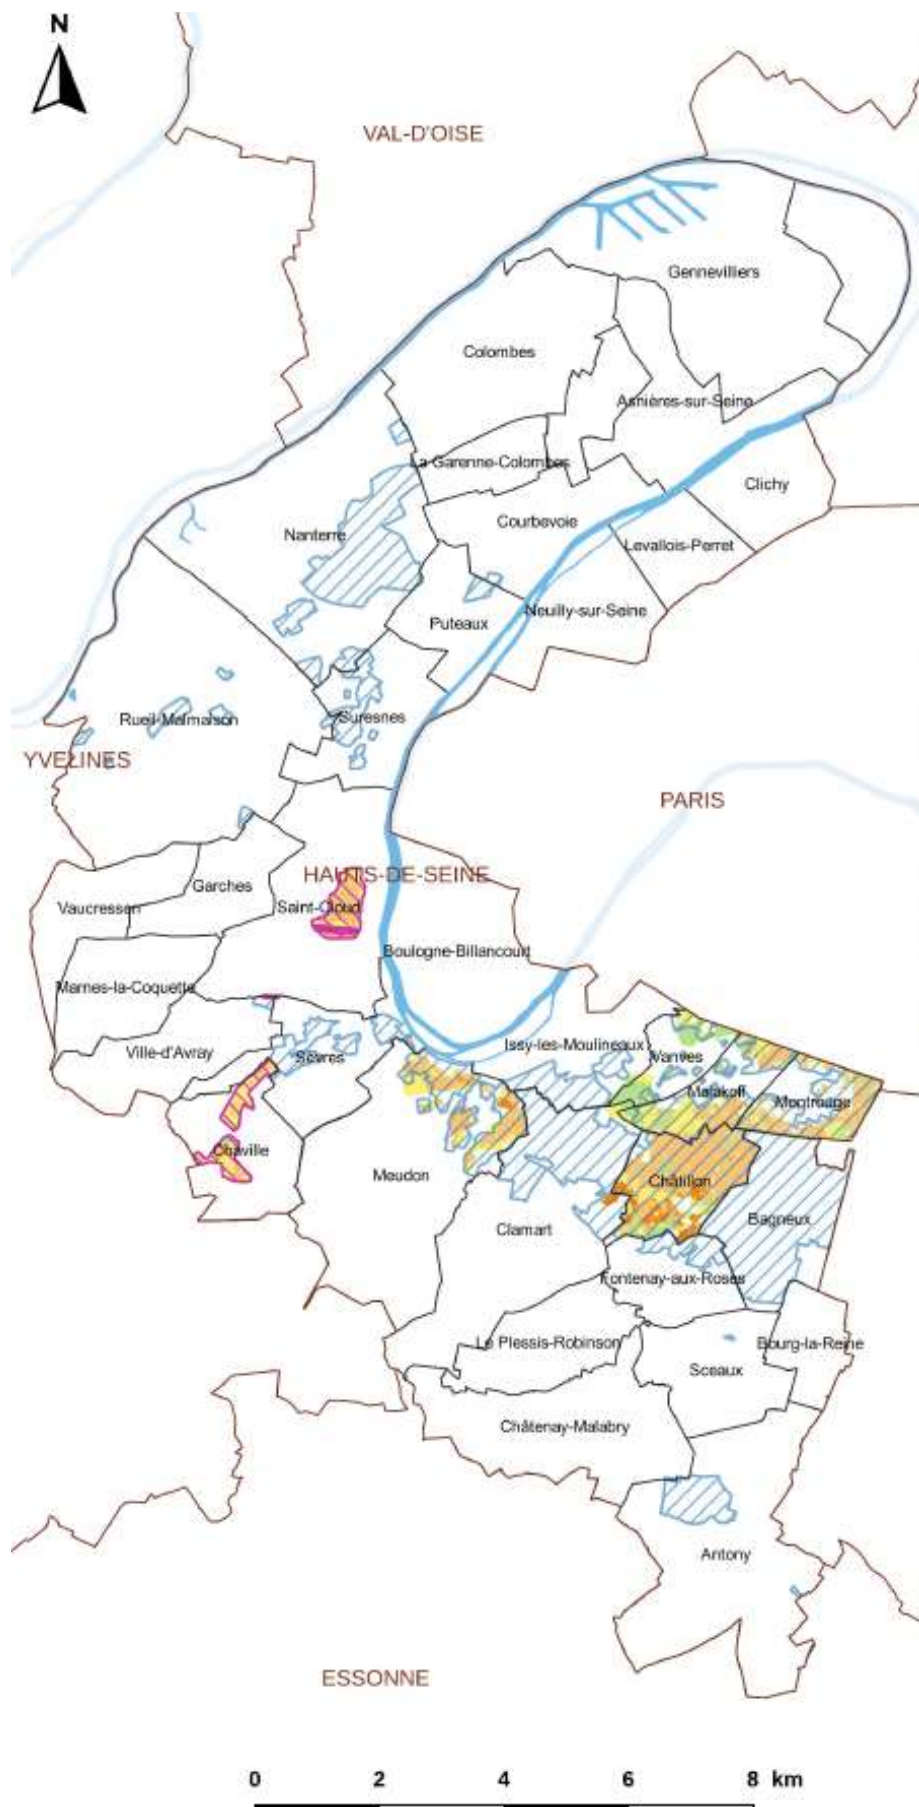 N
VAL-D'OISE
Gennevilliers
Colombes
Asnières-sur-Seine
La Garenne-Colombes
Clichy
Courbevoie
Nanterre
Levallois-Perret
Neuilly-sur-Seine
Puteaux
Suresnes
Rueil-Malmaison
YVELINES
PARIS
HAUTS-DE-SEINE
Garches
Saint-Cloud
Vaucresson
Boulogne-Billancourt
Marnes-la-Coquette
Issy-les-Moulineaux
Ville-d'Avray
Sèvres
Vanves
Malakoff
Montrouge
Chaville
Meudon
Châtillon
Bagneux
Clamart
Fontenay-aux-Roses
Le Plessis-Robinson
Bourg-la-Reine
Sceaux
Châtenay-Malabry
Antony
ESSONNE
0 2 4 6 8 km